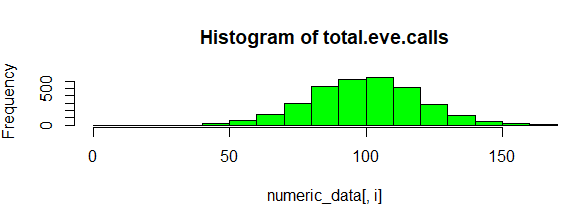 Histogram of total.eve.calls
Frequency
500
0
0 50 100 150
numeric_data[, i]